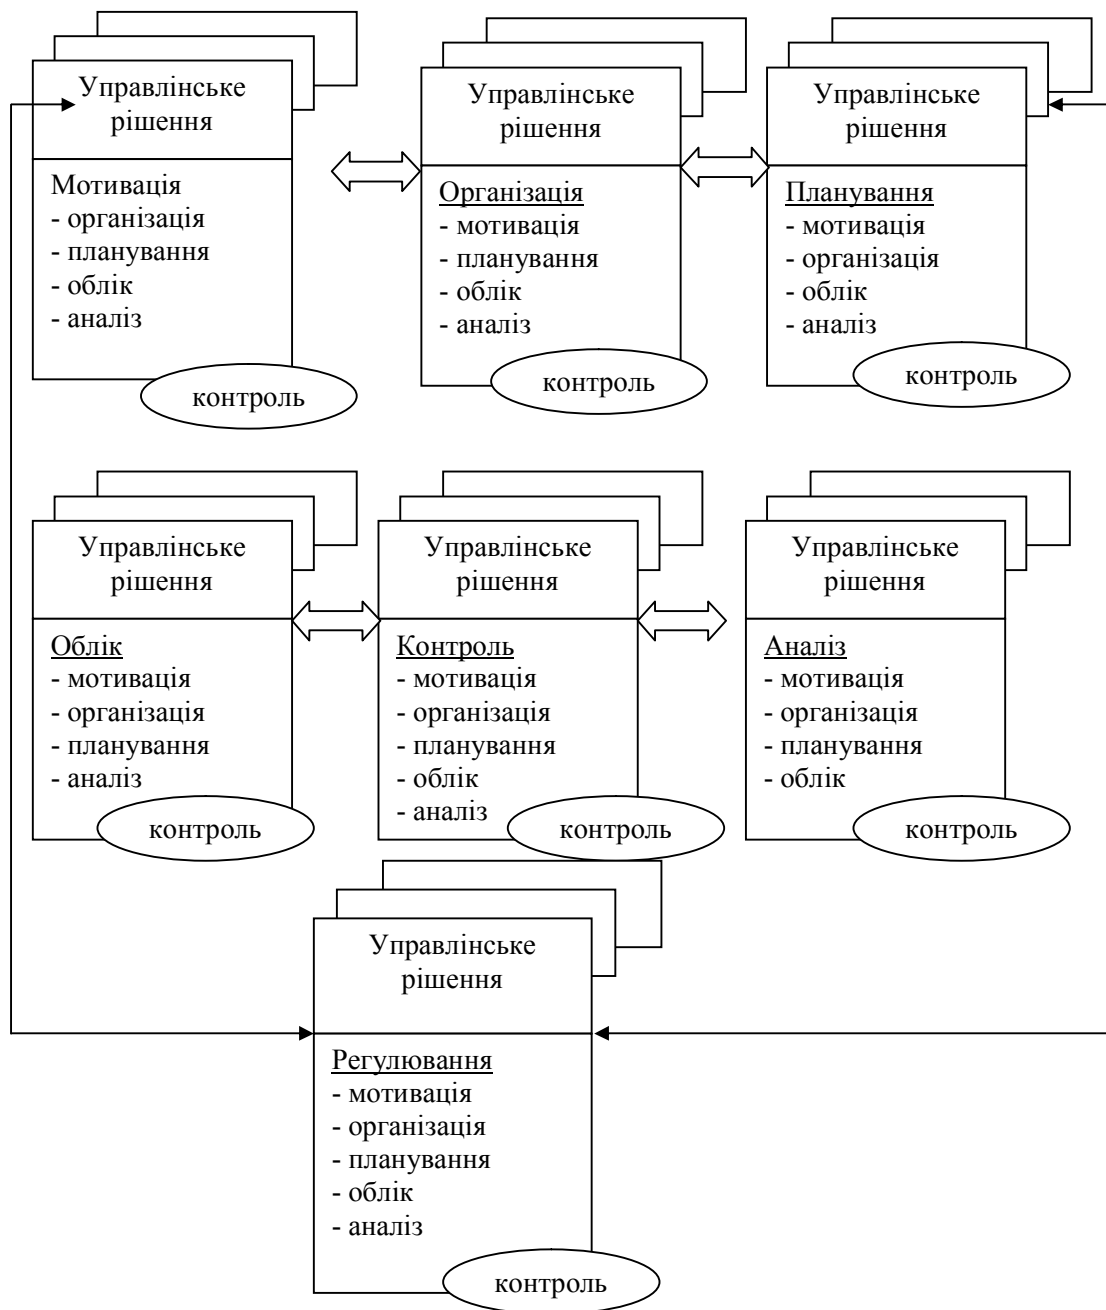 Управлінське
рішення
Мотивація
- організація
- планування
- облік
- аналіз
контроль
Управлінське
рішення
Організація
- мотивація
- планування
- облік
- аналіз
контроль
Управлінське
рішення
Планування
- мотивація
- організація
- облік
- аналіз
контроль
Управлінське
рішення
Облік
- мотивація
- організація
- планування
- аналіз
контроль
Управлінське
рішення
Контроль
- мотивація
- організація
- планування
- облік
- аналіз
контроль
Управлінське
рішення
Аналіз
- мотивація
- організація
- планування
- облік
контроль
Управлінське
рішення
Регулювання
- мотивація
- організація
- планування
- облік
- аналіз
контроль